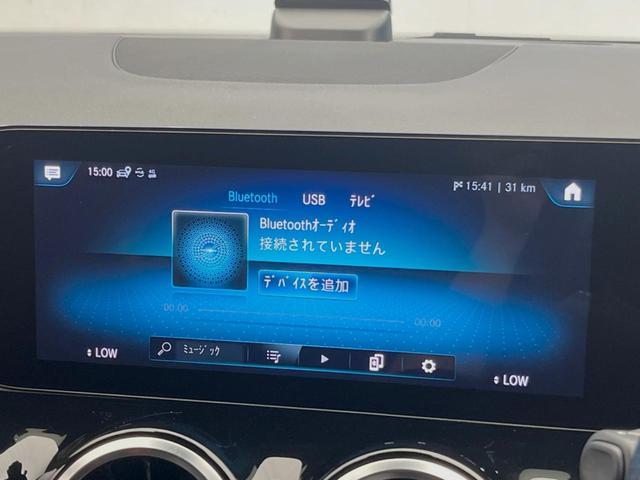 15:00 4G 15:41 | 31 km
Bluetooth USB テレビ
Bluetoothオーディオ
接続されていません
デバイスを追加
00:00 00:00
ミュージック
LOW LOW